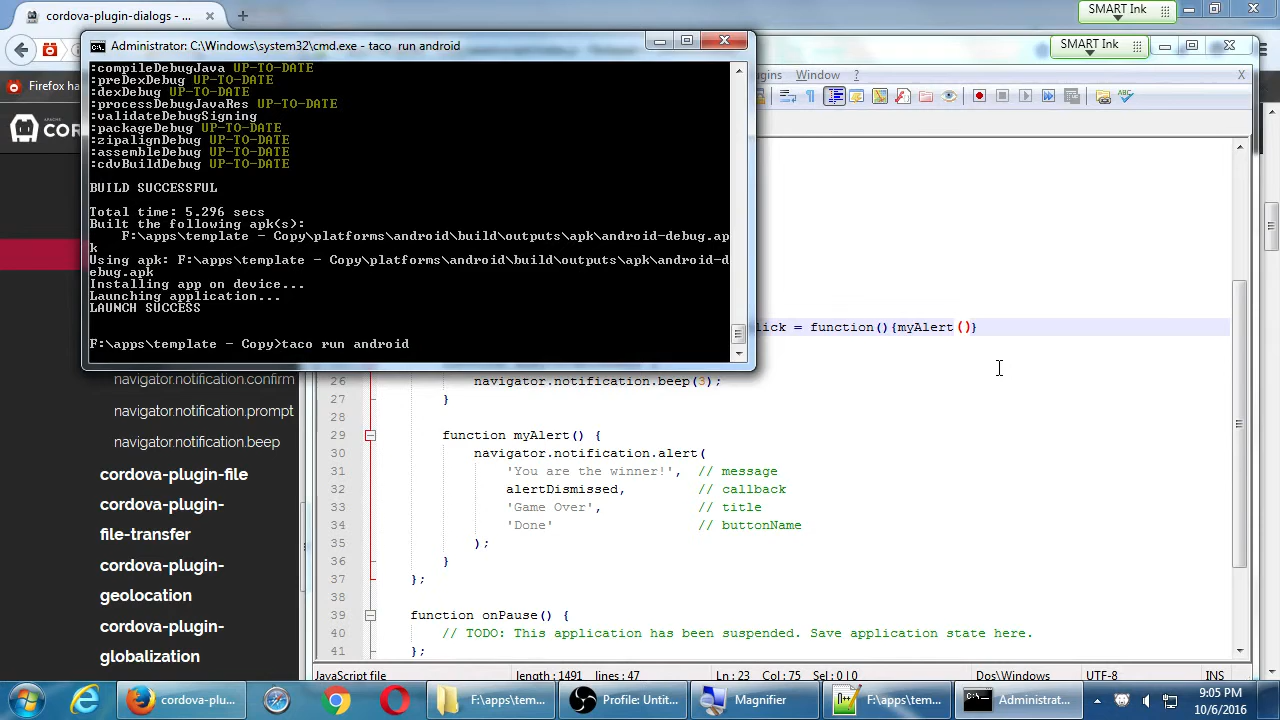 cordova-plugin-dialogs - ...
SMART Ink
SMART Ink
Administrator: C:\Windows\system32\cmd.exe - taco  run android
:compileDebugJava UP-TO-DATE
:preDexDebug UP-TO-DATE
:dexDebug UP-TO-DATE
:processDebugJavaRes UP-TO-DATE
:validateDebugSigning
:packageDebug UP-TO-DATE
:zipalignDebug UP-TO-DATE
:assembleDebug UP-TO-DATE
:cdvBuildDebug UP-TO-DATE
BUILD SUCCESSFUL
Total time: 5.296 secs
Built the following apk(s):
F:\apps\template - Copy\platforms\android\build\outputs\apk\android-debug.ap
k
Using apk: F:\apps\template - Copy\platforms\android\build\outputs\apk\android-d
ebug.apk
Installing app on device...
Launching application...
LAUNCH SUCCESS
F:\apps\template - Copy>taco run android
ugins Window ?
X
Firefox ha
COR
lick = function(){myAlert()}
navigator.notification.confirm
navigator.notification.prompt
navigator.notification.beep
cordova-plugin-file
cordova-plugin-
file-transfer
cordova-plugin-
geolocation
cordova-plugin-
globalization
26 navigator.notification.beep(3);
27 }
28
29 function myAlert() {
30 navigator.notification.alert(
31 'You are the winner!', // message
32 alertDismissed, // callback
33 'Game Over', // title
34 'Done' // buttonName
35 );
36 }
37 };
38
39 function onPause() {
40 // TODO: This application has been suspended. Save application state here.
41 };
JavaScript file length : 1491 lines : 47 Ln : 23 Col : 75 Sel : 0 | 0 Dos\Windows UTF-8 INS
cordova-plu...
F:\apps\tem...
Profile: Untit...
Magnifier
F:\apps\tem...
Administrat...
9:05 PM
10/6/2016